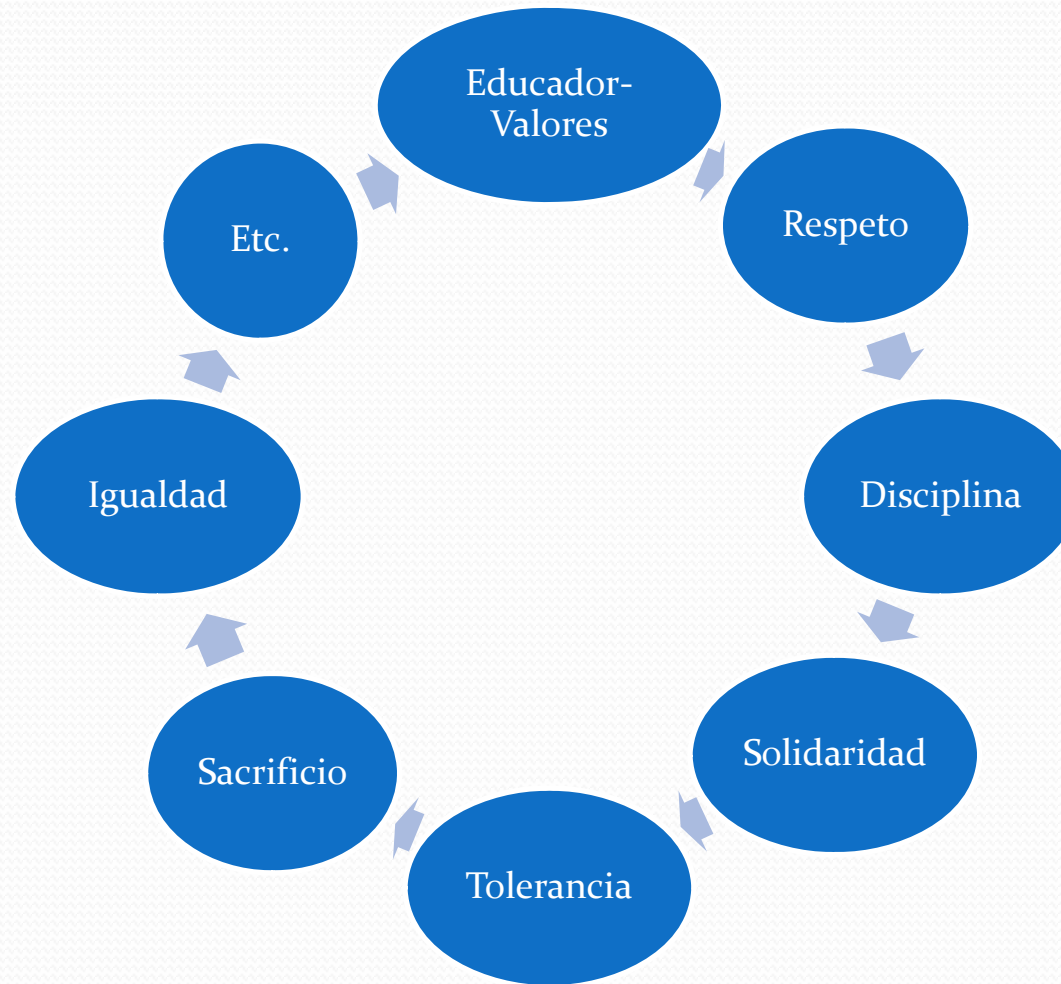 Educador-
Valores
Respeto
Disciplina
Solidaridad
Tolerancia
Sacrificio
Igualdad
Etc.